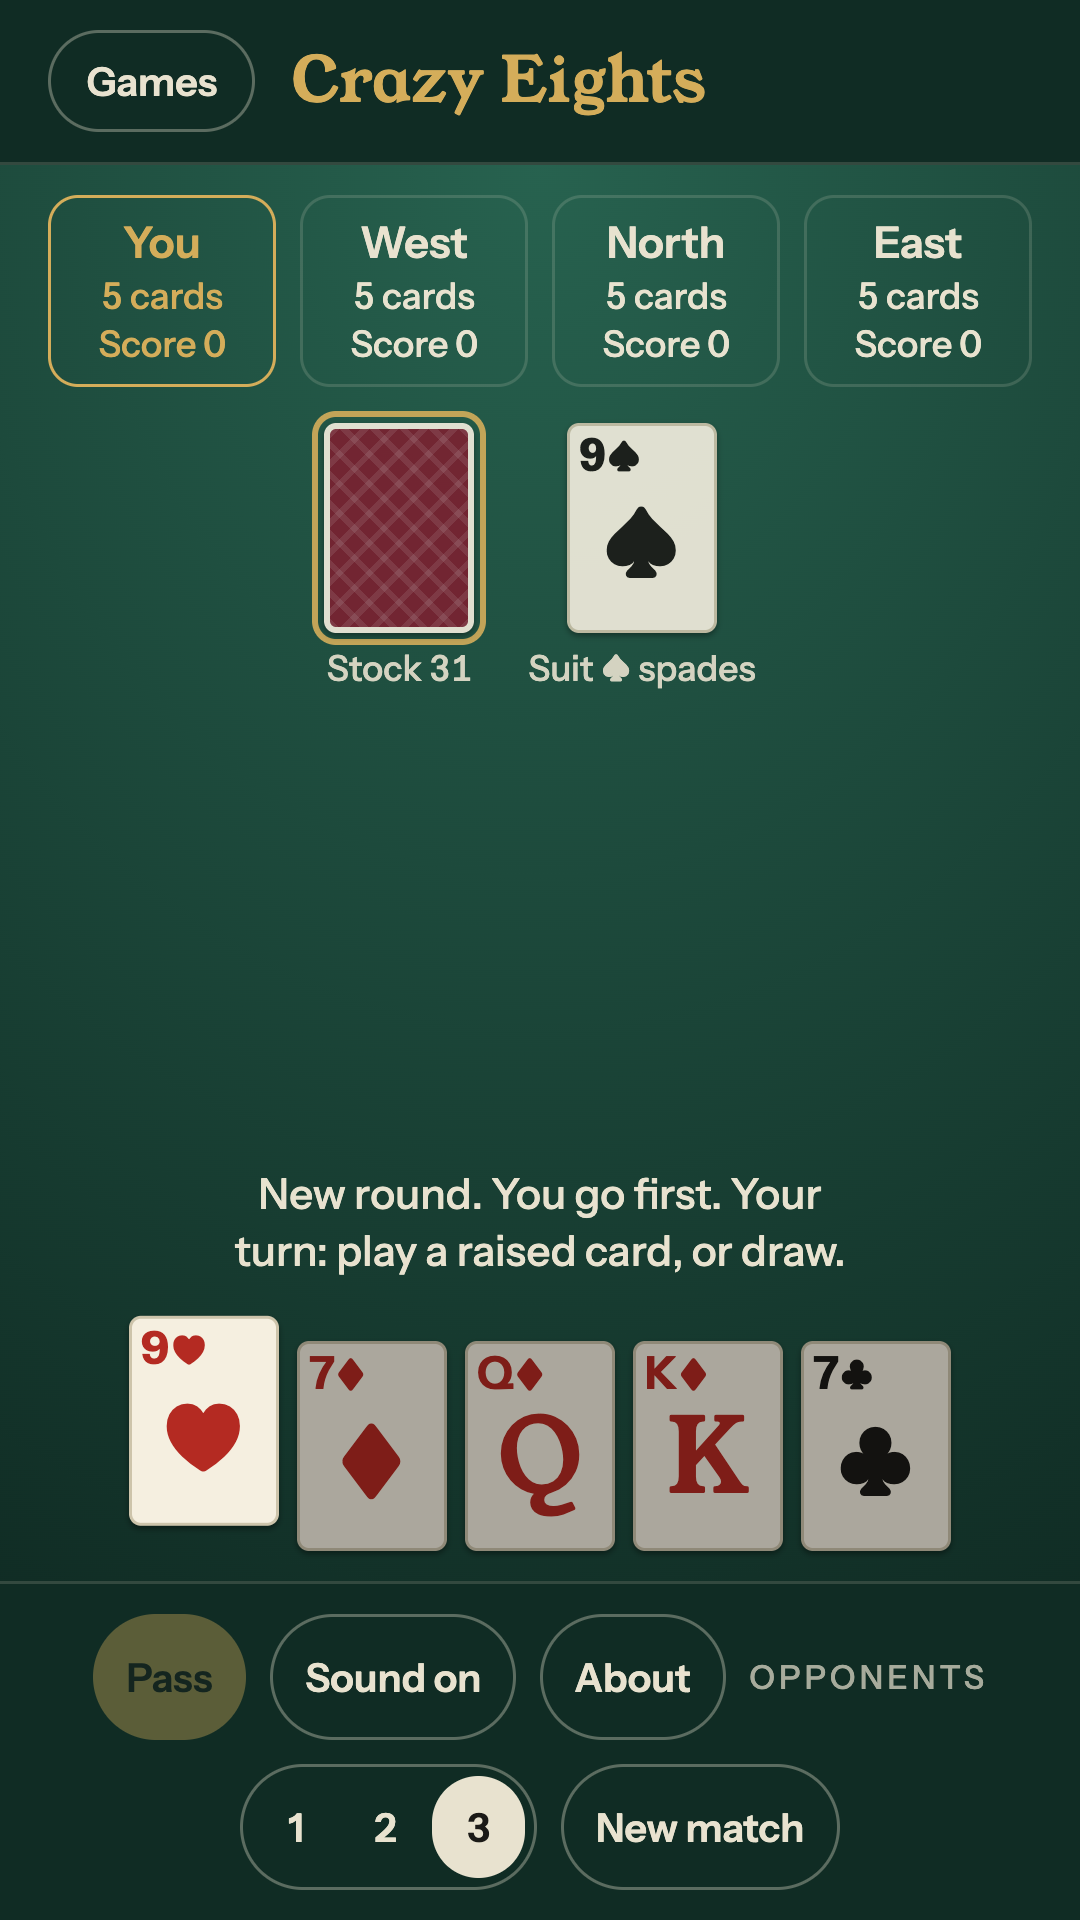 Games
Crazy Eights
You
5 cards
Score 0
West
5 cards
Score 0
North
5 cards
Score 0
East
5 cards
Score 0
9♠
Stock 31
Suit ♠ spades
New round. You go first. Your
turn: play a raised card, or draw.
9♥
7♦
Q♦
Q
K♦
K
7♣
Pass
Sound on
About
OPPONENTS
1 2 3
New match